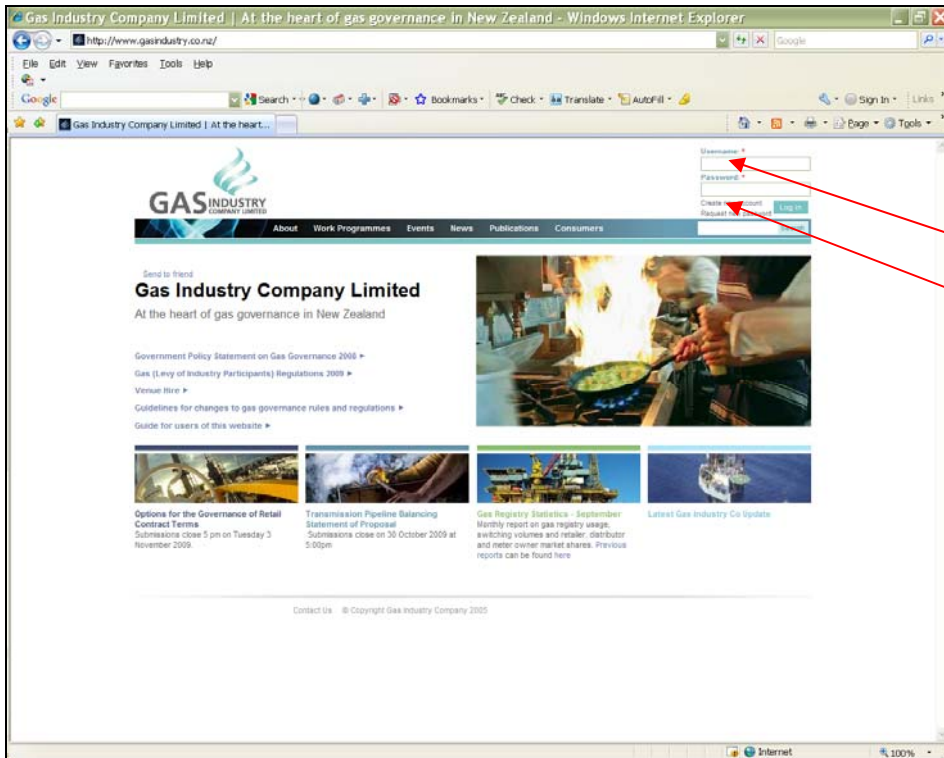 Gas Industry Company Limited | At the heart of gas governance in New Zealand - Windows Internet Explorer
http://www.gasindustry.co.nz/
Google
File Edit View Favorites Tools Help
Google
Search
Bookmarks
Check
Translate
AutoFill
Sign In
Links
Gas Industry Company Limited | At the heart...
Page
Tools
Username: *
Password: *
Create new account
Request new password
Log in
GAS INDUSTRY
COMPANY LIMITED
About Work Programmes Events News Publications Consumers
Search
Send to friend
Gas Industry Company Limited
At the heart of gas governance in New Zealand
Government Policy Statement on Gas Governance 2008
Gas (Levy of Industry Participants) Regulations 2009
Venue Hire
Guidelines for changes to gas governance rules and regulations
Guide for users of this website
Options for the Governance of Retail
Contract Terms
Submissions close 5 pm on Tuesday 3
November 2009.
Transmission Pipeline Balancing
Statement of Proposal
Submissions close on 30 October 2009 at
5:00pm
Gas Registry Statistics - September
Monthly report on gas registry usage,
switching volumes and retailer, distributor
and meter owner market shares. Previous
reports can be found here
Latest Gas Industry Co Update
Contact Us © Copyright Gas Industry Company 2005
Internet
100%